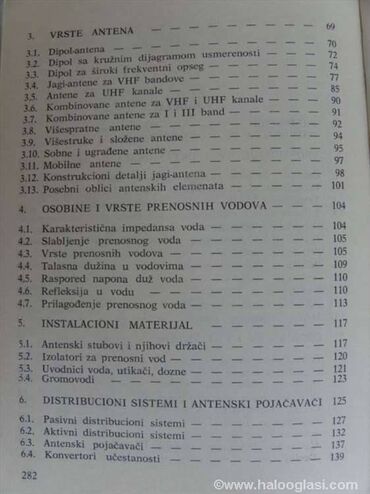 3. VRSTE ANTENA — — — — — — 69
3.1. Dipol-antena — — — — — — 70
3.2. Dipol sa kružnim dijagramom usmerenosti — 72
3.3. Dipol za široki frekventni opseg — — — 74
3.4. Jagi-antene za VHF bandove — — — 77
3.5. Antene za UHF kanale — — — — 85
3.6. Kombinovane antene za VHF i UHF kanale — 90
3.7. Kombinovane antene za I i III band — — 91
3.8. Višespratne antene — — — — — 92
3.9. Višestruke i složene antene — — — — 94
3.10. Sobne i ugrađene antene — — — — 95
3.11. Mobilne antene — — — — — — 97
3.12. Konstrukcioni detalji jagi-antena — — — 98
3.13. Posebni oblici antenskih elemenata — — 101
4. OSOBINE I VRSTE PRENOSNIH VODOVA — — 104
4.1. Karakteristična impedansa voda — — — 104
4.2. Slabljenje prenosnog voda — — — — 105
4.3. Vrste prenosnih vodova — — — — 105
4.4. Talasna dužina u vodovima — — — — 109
4.5. Raspored napona duž voda — — — — 110
4.6. Refleksija u vodu — — — — — 110
4.7. Prilagođenje prenosnog voda — — — — 113
5. INSTALACIONI MATERIJAL — — — — 117
5.1. Antenski stubovi i njihovi držači — — — 117
5.2. Izolatori za prenosni vod — — — — 120
5.3. Uvodnici voda, utikači, dozne — — — 121
5.4. Gromovodi — — — — — — — 123
6. DISTRIBUCIONI SISTEMI I ANTENSKI POJAČAVAČI 125
6.1. Pasivni distribucioni sistemi — — — — 127
6.2. Aktivni distribucioni sistemi — — — — 132
6.3. Antenski pojačavači — — — — — 137
6.4. Konvertori učestanosti — — — — — 139
282
www.halooglasi.com